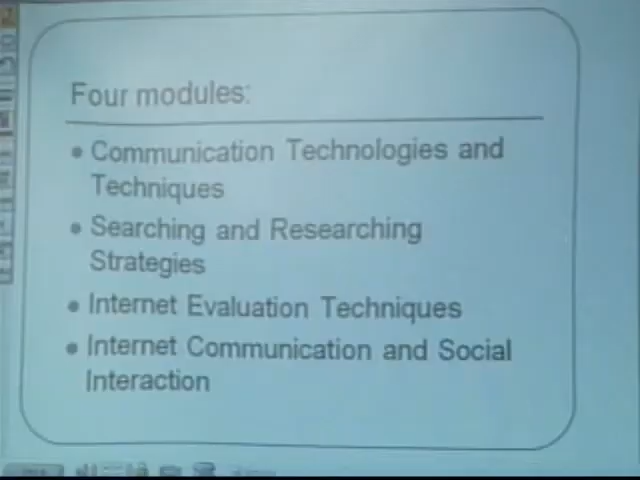 Four modules:
• Communication Technologies and
Techniques
• Searching and Researching
Strategies
• Internet Evaluation Techniques
• Internet Communication and Social
Interaction